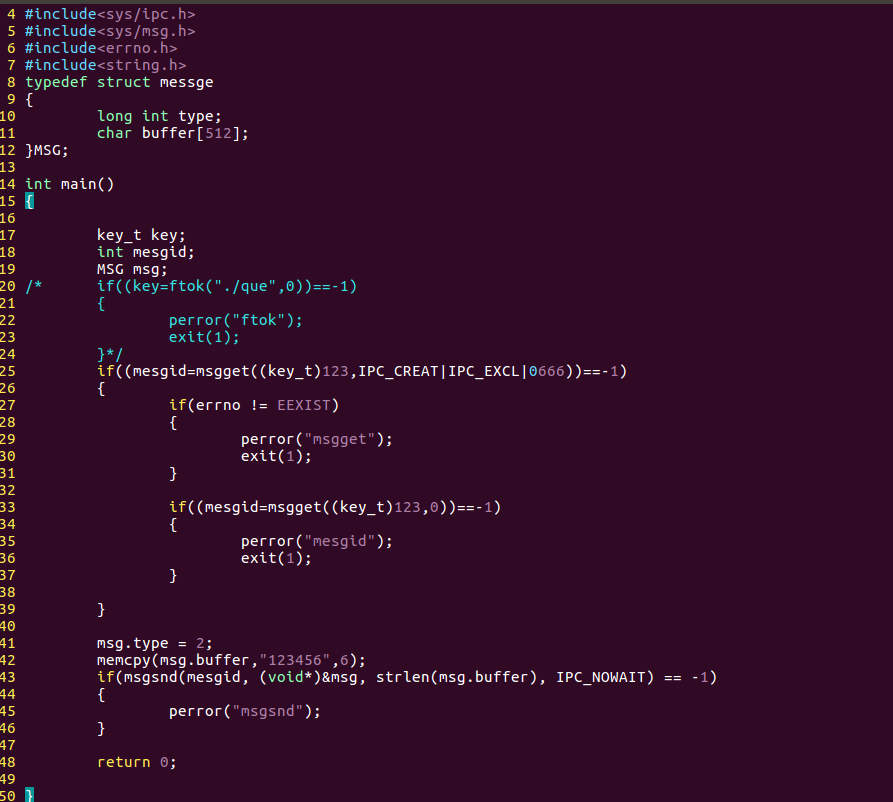 4 #include<sys/ipc.h>
5 #include<sys/msg.h>
6 #include<errno.h>
7 #include<string.h>
8 typedef struct messge
9 {
10         long int type;
11         char buffer[512];
12 }MSG;
13
14 int main()
15 {
16
17         key_t key;
18         int mesgid;
19         MSG msg;
20 /*      if((key=ftok("./que",0))==-1)
21         {
22                 perror("ftok");
23                 exit(1);
24         }*/
25         if((mesgid=msgget((key_t)123,IPC_CREAT|IPC_EXCL|0666))==-1)
26         {
27                 if(errno != EEXIST)
28                 {
29                         perror("msgget");
30                         exit(1);
31                 }
32
33                 if((mesgid=msgget((key_t)123,0))==-1)
34                 {
35                         perror("mesgid");
36                         exit(1);
37                 }
38
39         }
40
41         msg.type = 2;
42         memcpy(msg.buffer,"123456",6);
43         if(msgsnd(mesgid, (void*)&msg, strlen(msg.buffer), IPC_NOWAIT) == -1)
44         {
45                 perror("msgsnd");
46         }
47
48         return 0;
49
50 }